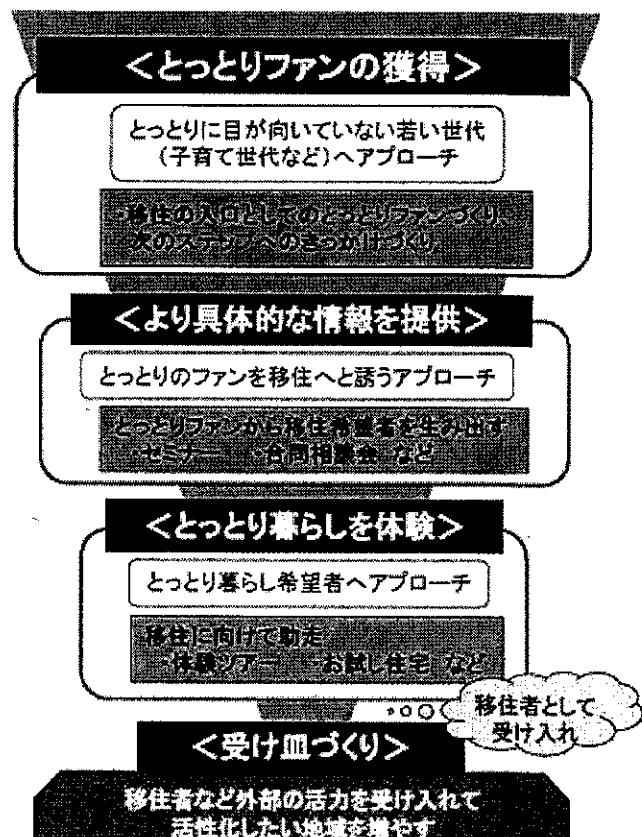 ＜とっとりファンの獲得＞
とっとりに目が向いていない若い世代
（子育て世代など）へアプローチ
・移住の入口としてのとっとりファンづくり、
次のステップへのきっかけづくり
＜より具体的な情報を提供＞
とっとりのファンを移住へと誘うアプローチ
とっとりファンから移住希望者を生み出す
・セミナー ・合同相談会 など
＜とっとり暮らしを体験＞
とっとり暮らし希望者へアプローチ
移住に向けて助走
・体験ツアー ・お試し住宅 など
移住者として
受け入れ
＜受け皿づくり＞
移住者など外部の活力を受け入れて
活性化したい地域を増やす